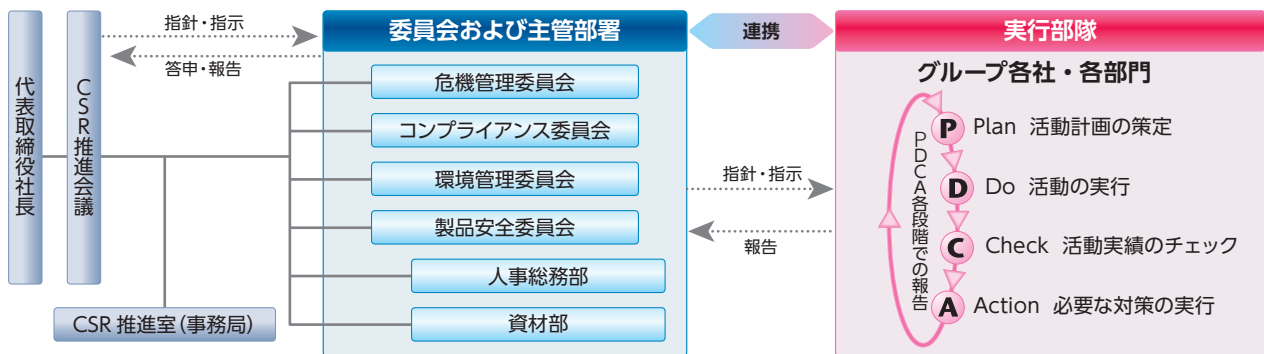 代表取締役社長
CSR推進会議
指針・指示
答申・報告
CSR 推進室(事務局)
委員会および主管部署
危機管理委員会
コンプライアンス委員会
環境管理委員会
製品安全委員会
人事総務部
資材部
連携
指針・指示
報告
実行部隊
グループ各社・各部門
PDCA各段階での報告
P Plan 活動計画の策定
D Do 活動の実行
C Check 活動実績のチェック
A Action 必要な対策の実行